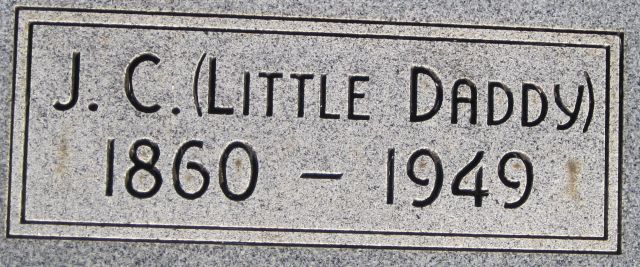 J. C. (LITTLE DADDY)
1860 – 1949